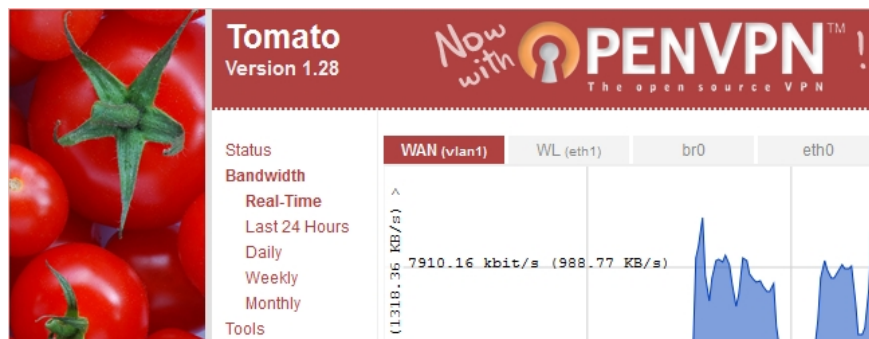 Tomato
Version 1.28
Now with OPENVPN™ !
The open source VPN
Status
Bandwidth
Real-Time
Last 24 Hours
Daily
Weekly
Monthly
Tools
WAN (vlan1)
WL (eth1)
br0
eth0
(1318.36 KB/s) >
7910.16 kbit/s (988.77 KB/s)